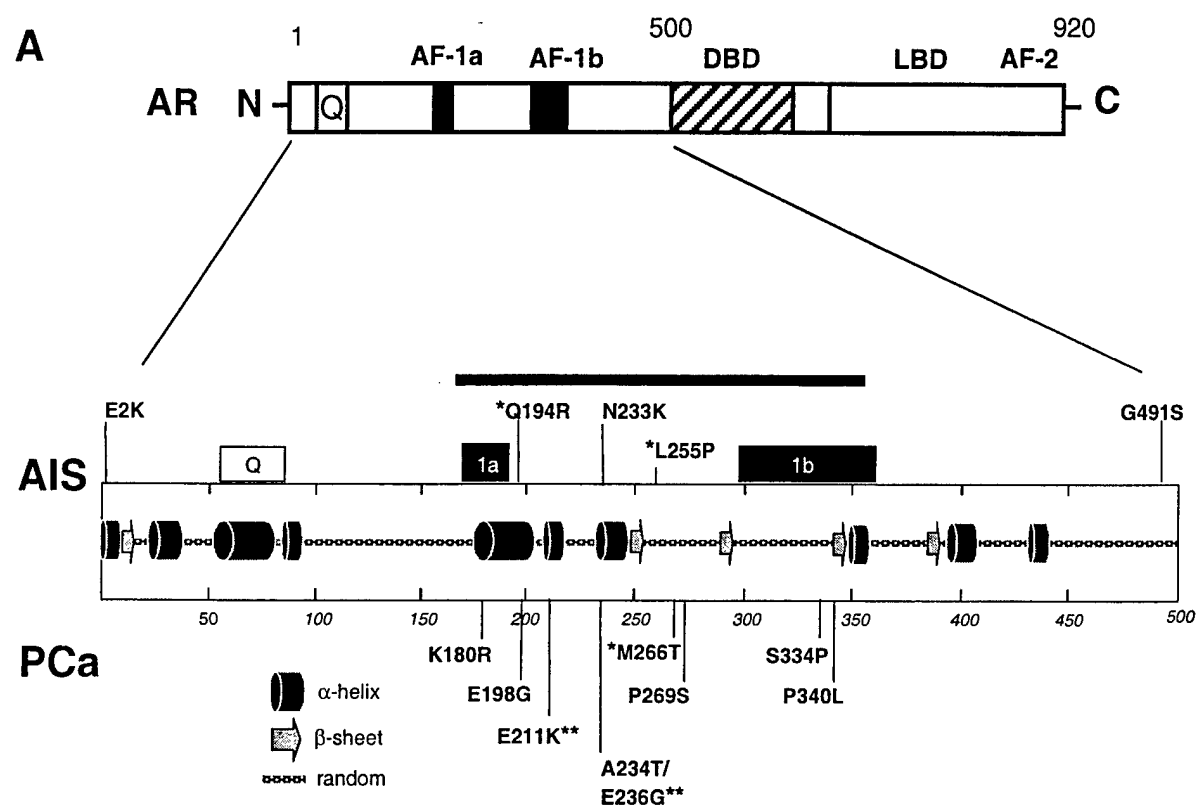 A
1 500 920
AF-1a AF-1b DBD LBD AF-2
AR N Q C
E2K *Q194R N233K G491S
*L255P
Q 1a 1b
AIS
50 100 150 200 250 300 350 400 450 500
PCa
K180R *M266T S334P
E198G P269S P340L
α-helix
E211K**
β-sheet
A234T/
random
E236G**